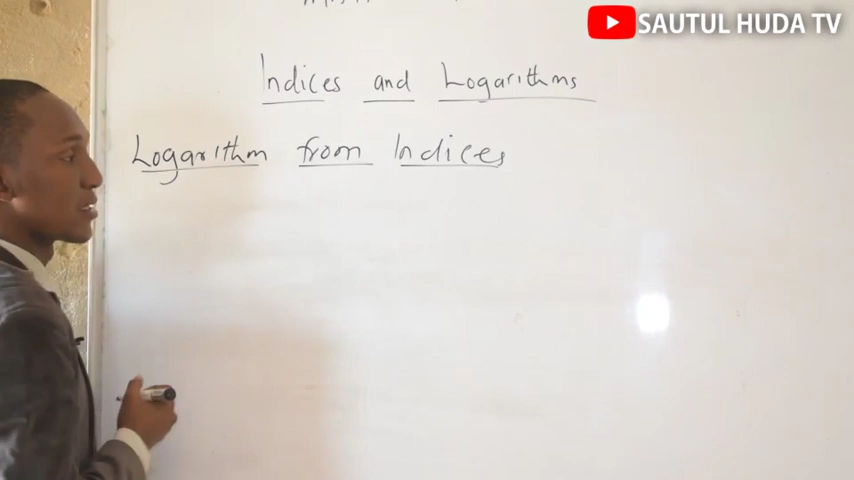 SAUTUL HUDA TV
Indices and Logarithms
Logarithm from Indices